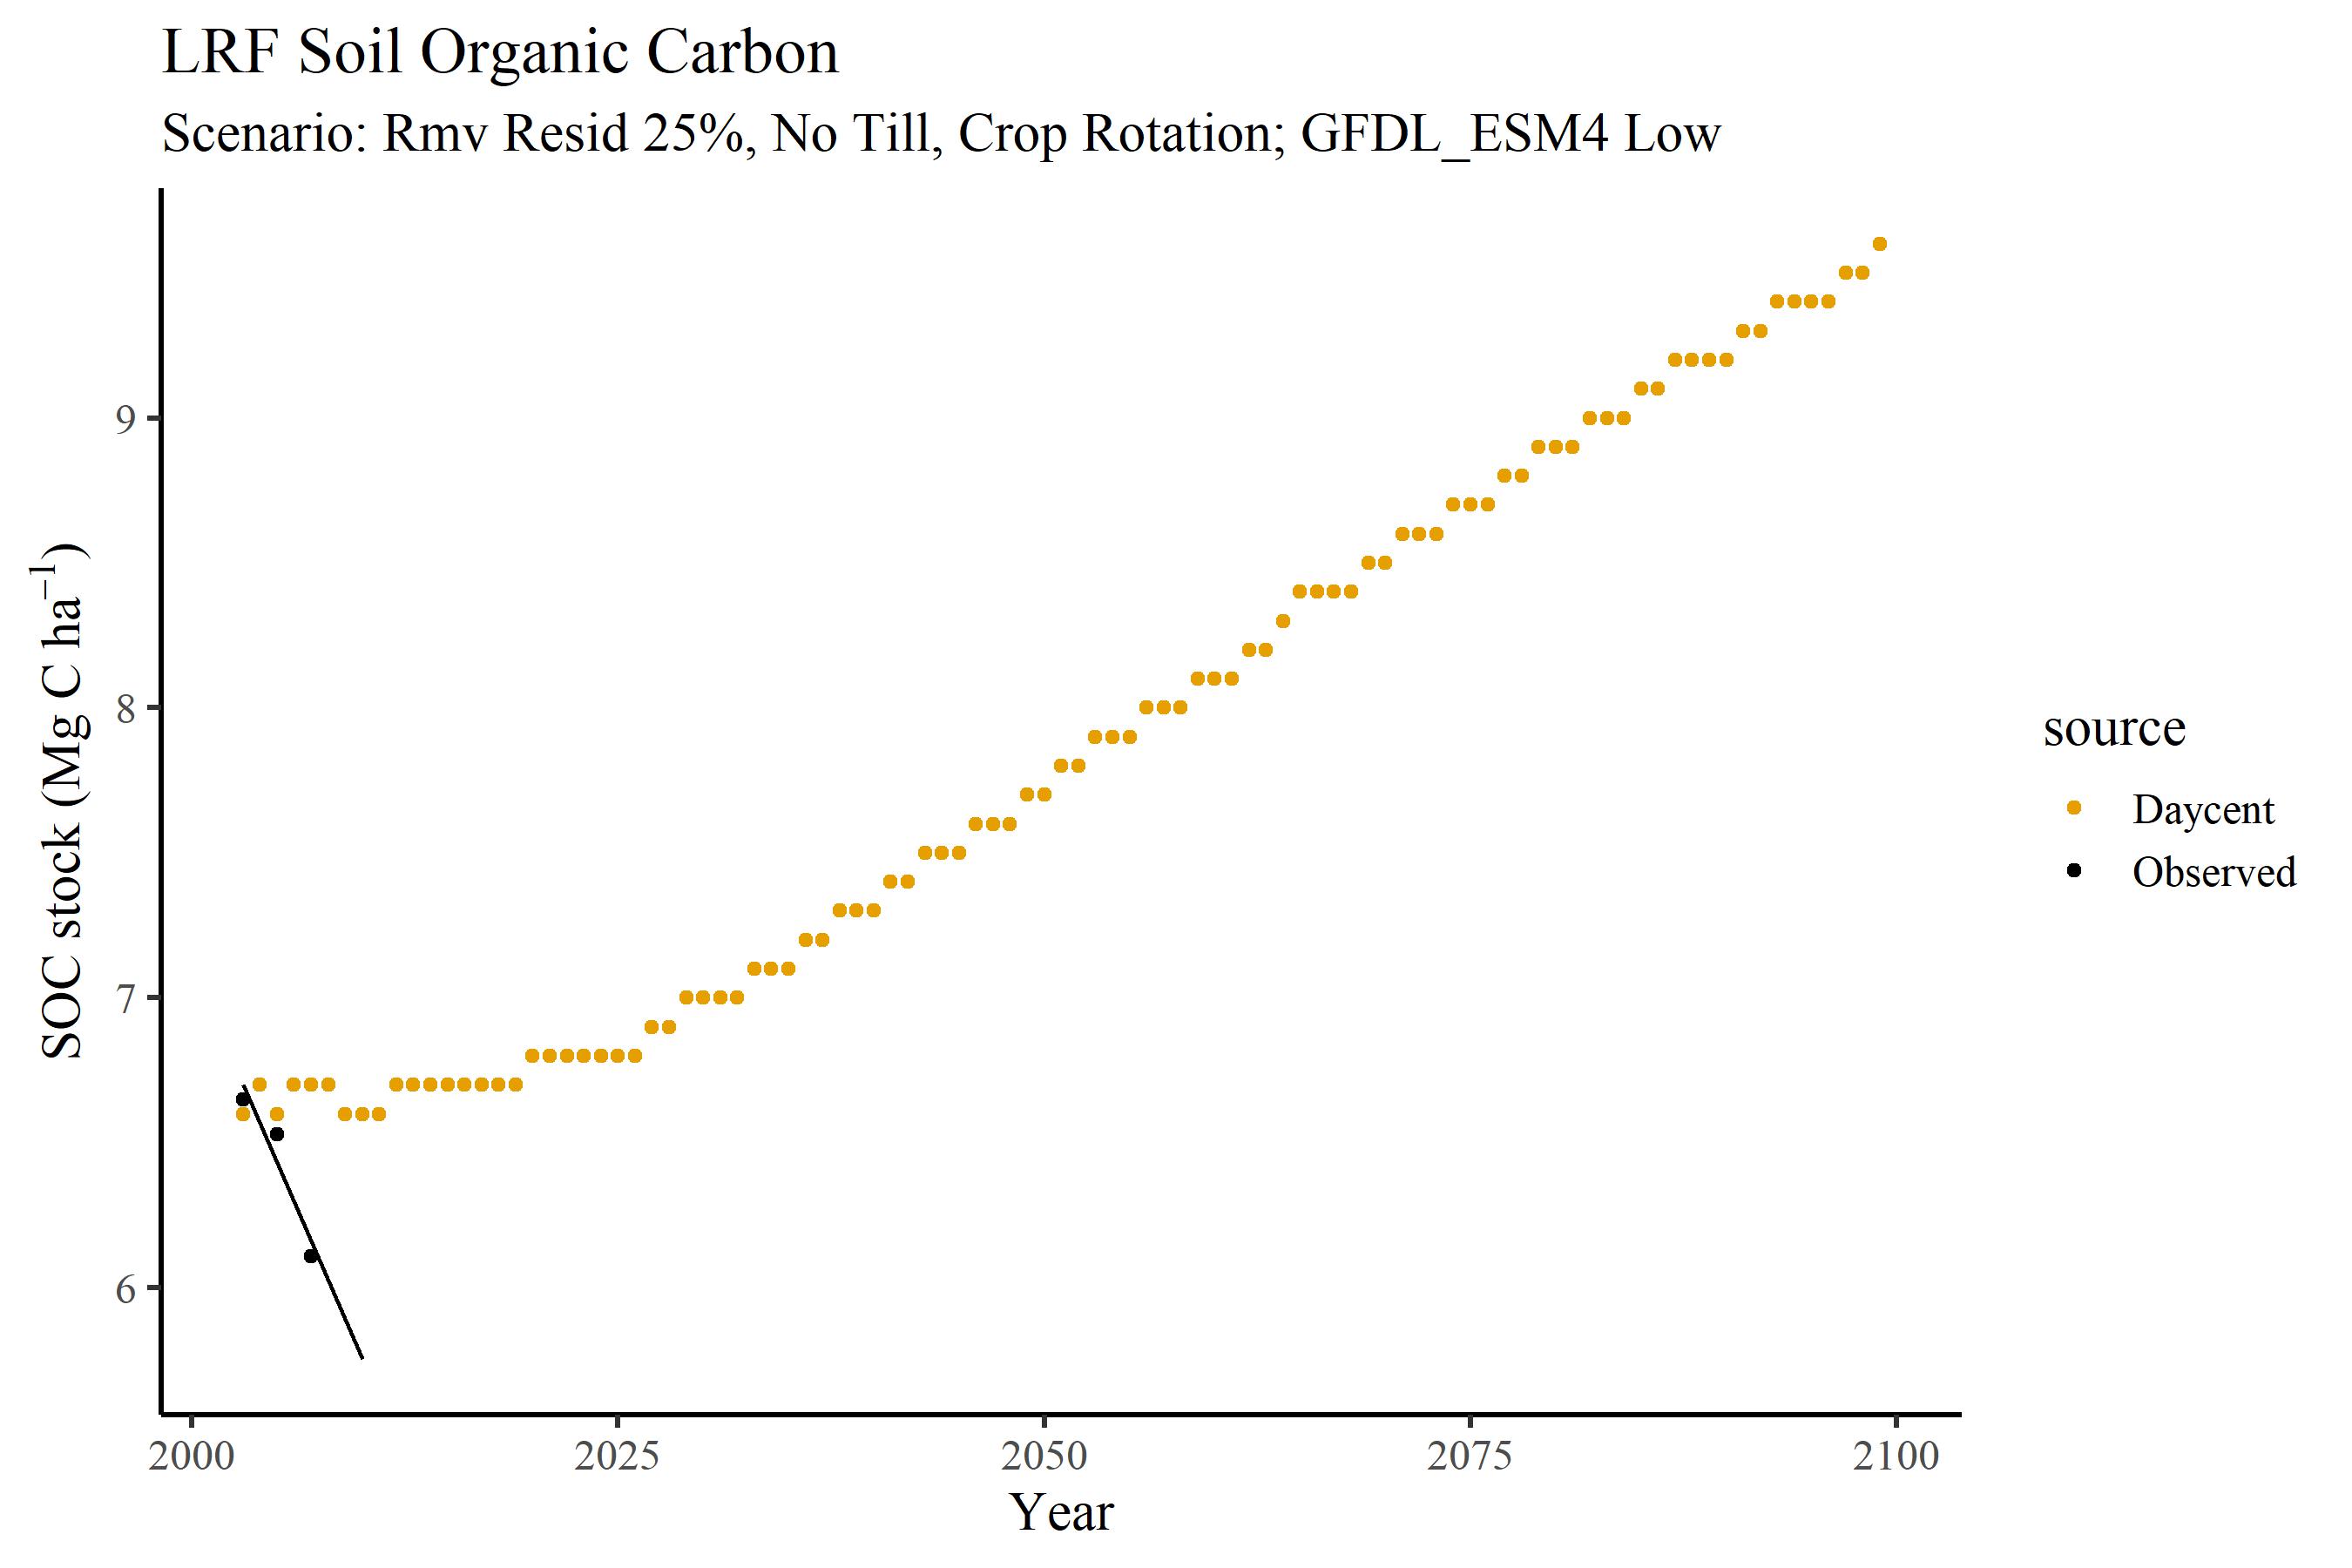 LRF Soil Organic Carbon
Scenario: Rmv Resid 25%, No Till, Crop Rotation; GFDL_ESM4 Low
SOC stock (Mg C ha⁻¹)
9
8
7
6
2000 2025 2050 2075 2100
Year
source
Daycent
Observed